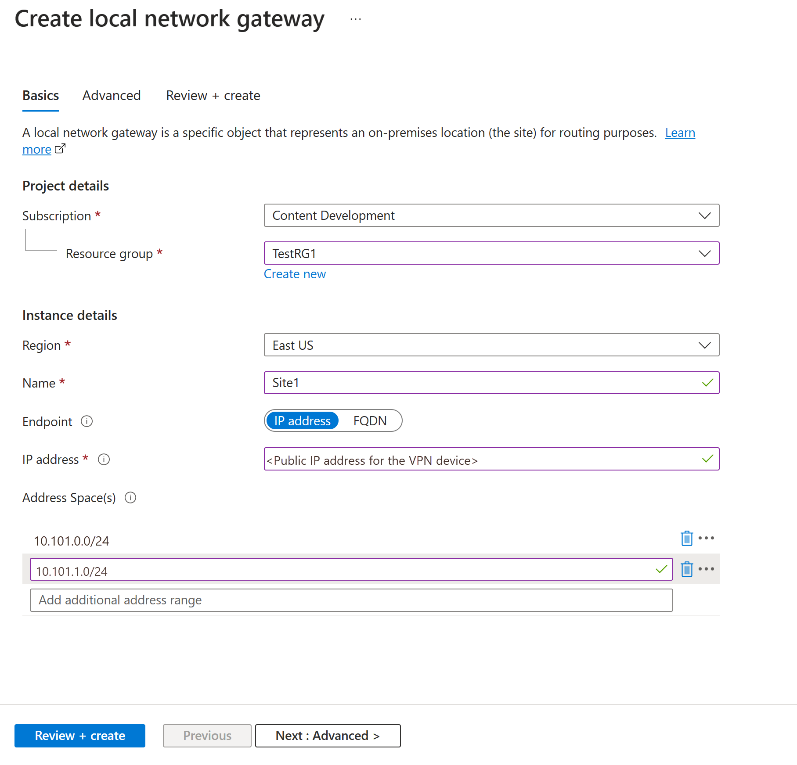 Create local network gateway ...
Basics Advanced Review + create
A local network gateway is a specific object that represents an on-premises location (the site) for routing purposes. Learn
more
Project details
Subscription * Content Development
Resource group * TestRG1
Create new
Instance details
Region * East US
Name * Site1
Endpoint IP address FQDN
IP address * <Public IP address for the VPN device>
Address Space(s)
10.101.0.0/24
10.101.1.0/24
Add additional address range
Review + create Previous Next : Advanced >